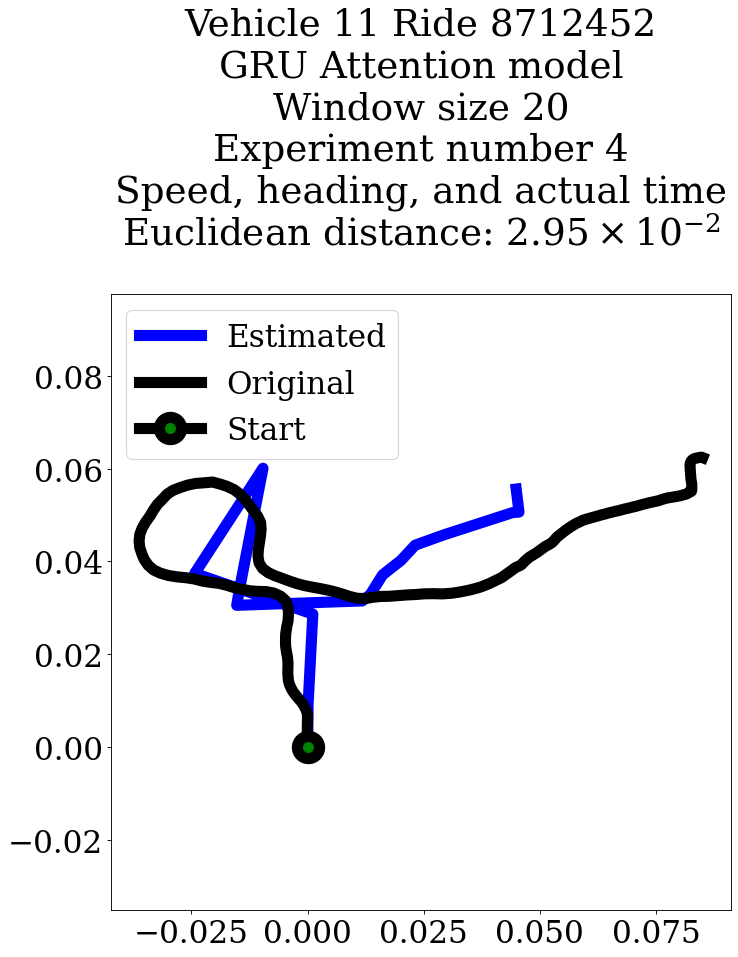 Vehicle 11 Ride 8712452
GRU Attention model
Window size 20
Experiment number 4
Speed, heading, and actual time
Euclidean distance: 2.95 × 10⁻²
Estimated
Original
Start
0.08
0.06
0.04
0.02
0.00
−0.02
−0.025 0.000 0.025 0.050 0.075